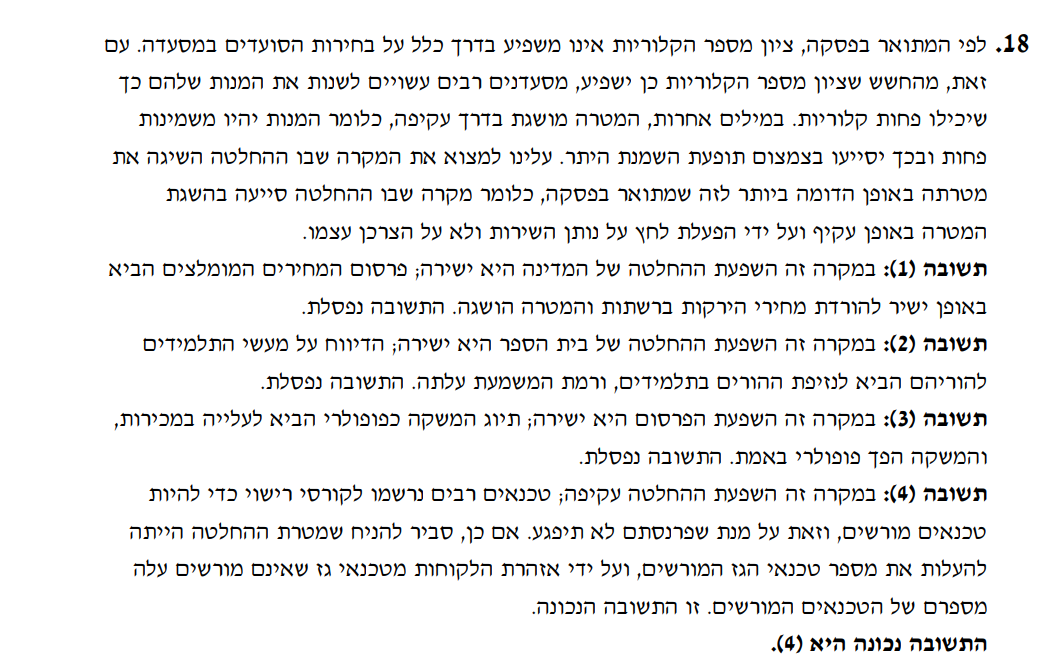 18. לפי המתואר בפסקה, ציון מספר הקלוריות אינו משפיע בדרך כלל על בחירות הסועדים במסעדה. עם
זאת, מהחשש שציון מספר הקלוריות כן ישפיע, מסעדנים רבים עשויים לשנות את המנות שלהם כך
שיכילו פחות קלוריות. במילים אחרות, המטרה מושגת בדרך עקיפה, כלומר המנות יהיו משמינות
פחות ובכך יסייעו בצמצום תופעת השמנת היתר. עלינו למצוא את המקרה שבו ההחלטה השיגה את
מטרתה באופן הדומה ביותר לזה שמתואר בפסקה, כלומר מקרה שבו ההחלטה סייעה בהשגת
המטרה באופן עקיף ועל ידי הפעלת לחץ על נותן השירות ולא על הצרכן עצמו.
תשובה (1): במקרה זה השפעת ההחלטה של המדינה היא ישירה; פרסום המחירים המומלצים הביא
באופן ישיר להורדת מחירי הירקות ברשתות והמטרה הושגה. התשובה נפסלת.
תשובה (2): במקרה זה השפעת ההחלטה של בית הספר היא ישירה; הדיווח על מעשי התלמידים
להוריהם הביא לנזיפת ההורים בתלמידים, ורמת המשמעת עלתה. התשובה נפסלת.
תשובה (3): במקרה זה השפעת הפרסום היא ישירה; תיוג המשקה כפופולרי הביא לעלייה במכירות,
והמשקה הפך פופולרי באמת. התשובה נפסלת.
תשובה (4): במקרה זה השפעת ההחלטה עקיפה; טכנאים רבים נרשמו לקורסי רישוי כדי להיות
טכנאים מורשים, וזאת על מנת שפרנסתם לא תיפגע. אם כן, סביר להניח שמטרת ההחלטה הייתה
להעלות את מספר טכנאי הגז המורשים, ועל ידי אזהרת הלקוחות מטכנאי גז שאינם מורשים עלה
מספרם של הטכנאים המורשים. זו התשובה הנכונה.
התשובה נכונה היא (4).